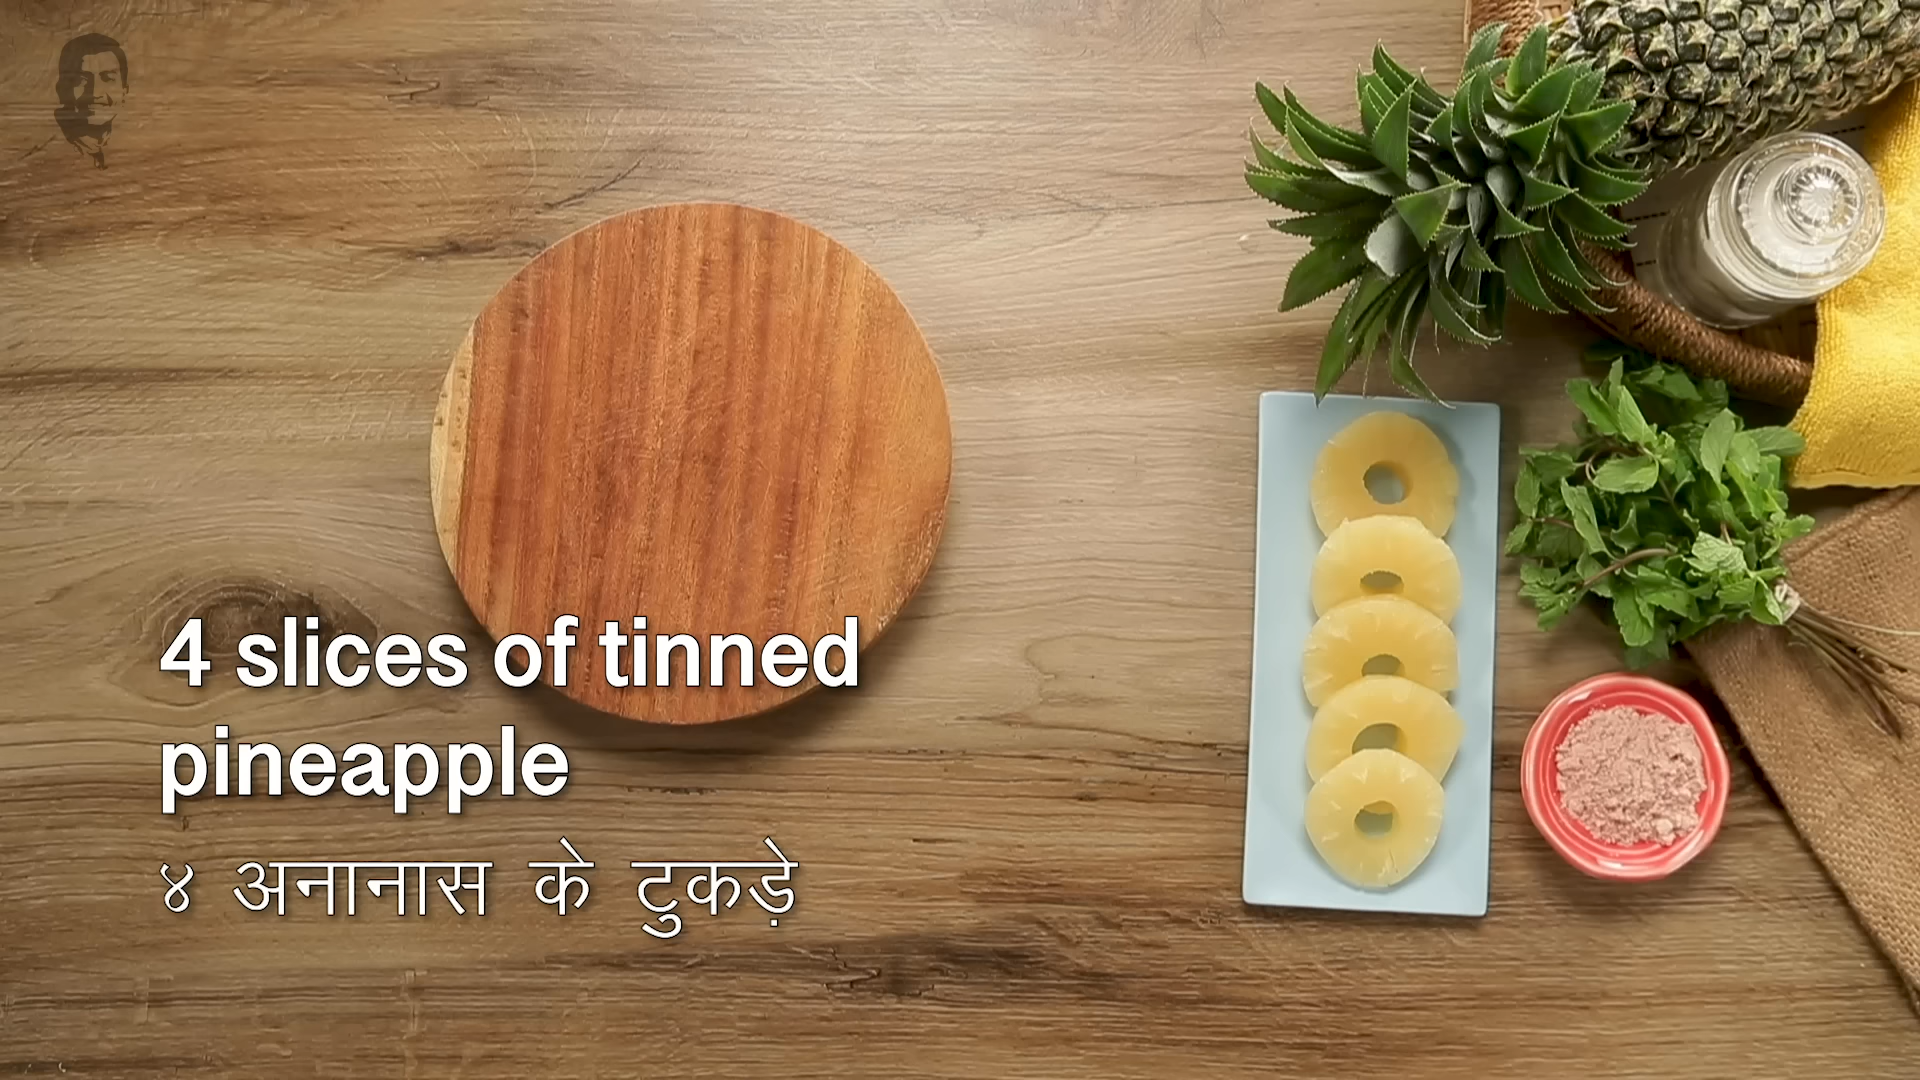 4 slices of tinned
pineapple
४ अनानास के टुकड़े